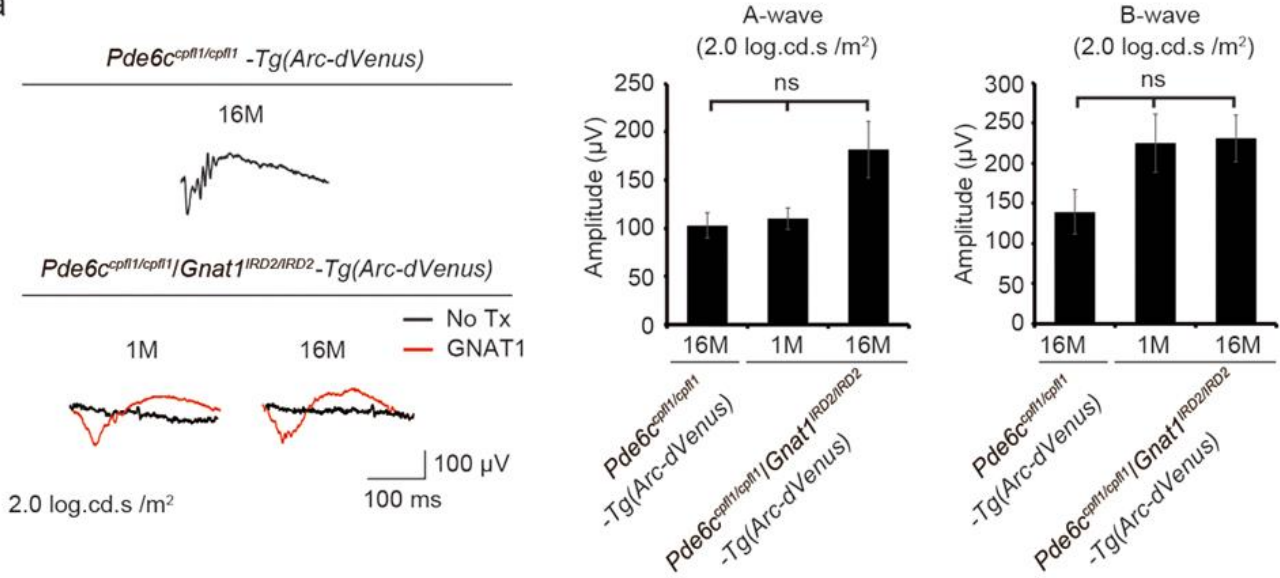 a
Pde6c^cpfl1/cpfl1 -Tg(Arc-dVenus)
16M
Pde6c^cpfl1/cpfl1/Gnat1^IRD2/IRD2-Tg(Arc-dVenus)
No Tx
GNAT1
1M
16M
100 µV
100 ms
2.0 log.cd.s /m²
A-wave
(2.0 log.cd.s /m²)
ns
Amplitude (µV)
250
200
150
100
50
0
16M
1M
16M
Pde6c^cpfl1/cpfl1
-Tg(Arc-dVenus)
Pde6c^cpfl1/cpfl1/Gnat1^IRD2/IRD2
-Tg(Arc-dVenus)
B-wave
(2.0 log.cd.s /m²)
ns
Amplitude (µV)
300
250
200
150
100
50
0
16M
1M
16M
Pde6c^cpfl1/cpfl1
-Tg(Arc-dVenus)
Pde6c^cpfl1/cpfl1/Gnat1^IRD2/IRD2
-Tg(Arc-dVenus)